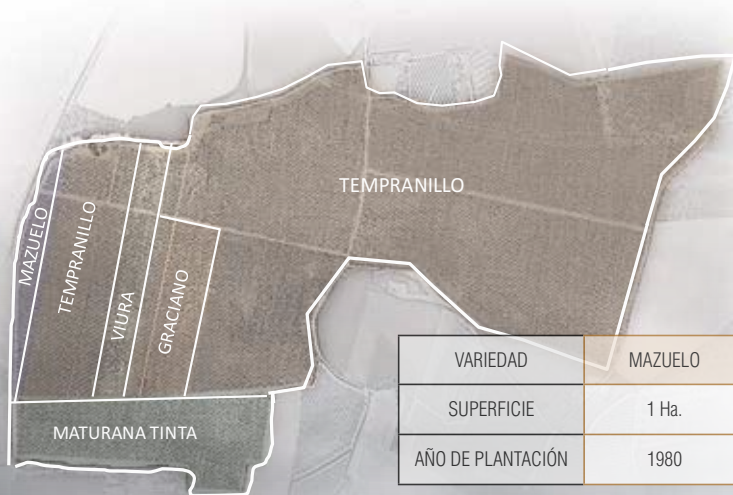 TEMPRANILLO
MAZUELO
TEMPRANILLO
VIURA
GRACIANO
MATURANA TINTA
VARIEDAD MAZUELO
SUPERFICIE 1 Ha.
AÑO DE PLANTACIÓN 1980